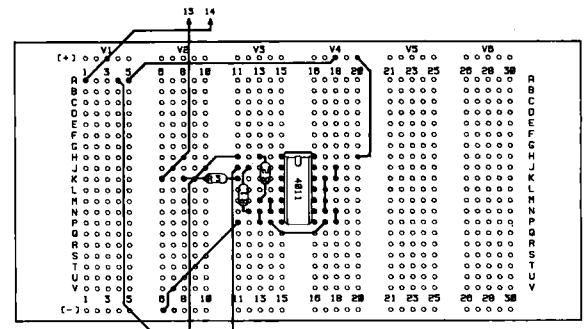 13 14
V1 V2 V3 V4 V5 V6
[+]
1 3 5 6 8 10 11 13 15 16 18 20 21 23 25 26 28 30
A A
B B
C C
D D
E E
F F
G G
H H
J J
K R3 K
L L
M M
N N
P P
Q Q
R R
S S
T T
U U
V V
4011
1 3 5 6 8 10 11 13 15 16 18 20 21 23 25 26 28 30
[-]